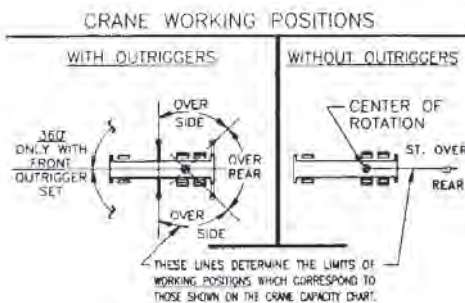 CRANE WORKING POSITIONS
WITH OUTRIGGERS
WITHOUT OUTRIGGERS
OVER
SIDE
360°
ONLY WITH
FRONT
OUTRIGGER
SET
OVER
REAR
OVER
SIDE
CENTER OF
ROTATION
ST. OVER
REAR
THESE LINES DETERMINE THE LIMITS OF
WORKING POSITIONS WHICH CORRESPOND TO
THOSE SHOWN ON THE CRANE CAPACITY CHART.